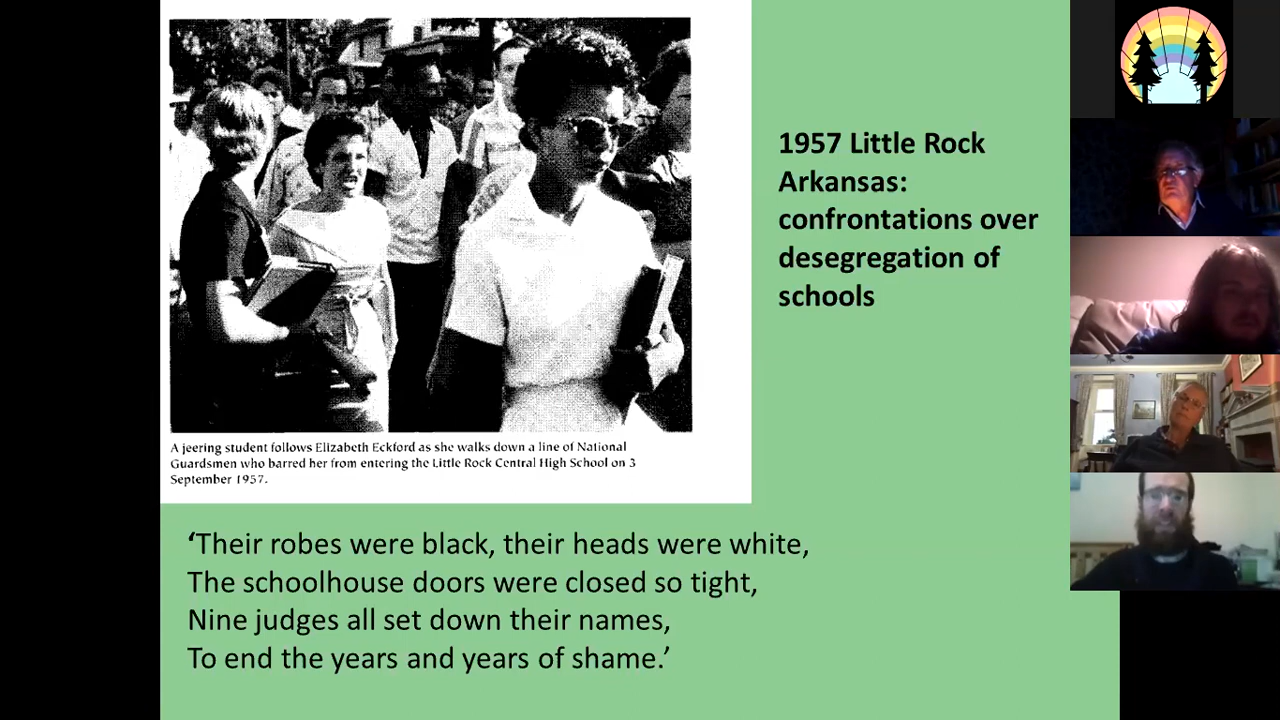 1957 Little Rock
Arkansas:
confrontations over
desegregation of
schools
A jeering student follows Elizabeth Eckford as she walks down a line of National
Guardsmen who barred her from entering the Little Rock Central High School on 3
September 1957.
‘Their robes were black, their heads were white,
The schoolhouse doors were closed so tight,
Nine judges all set down their names,
To end the years and years of shame.’